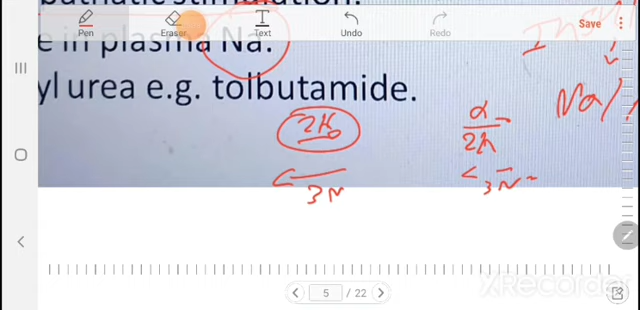 Pen
Eraser
Text
Undo
Redo
Save
e in plasma Na.
yl urea e.g. tolbutamide.
2K
2K
3N
3N
Na/
5 / 22
XRecorder